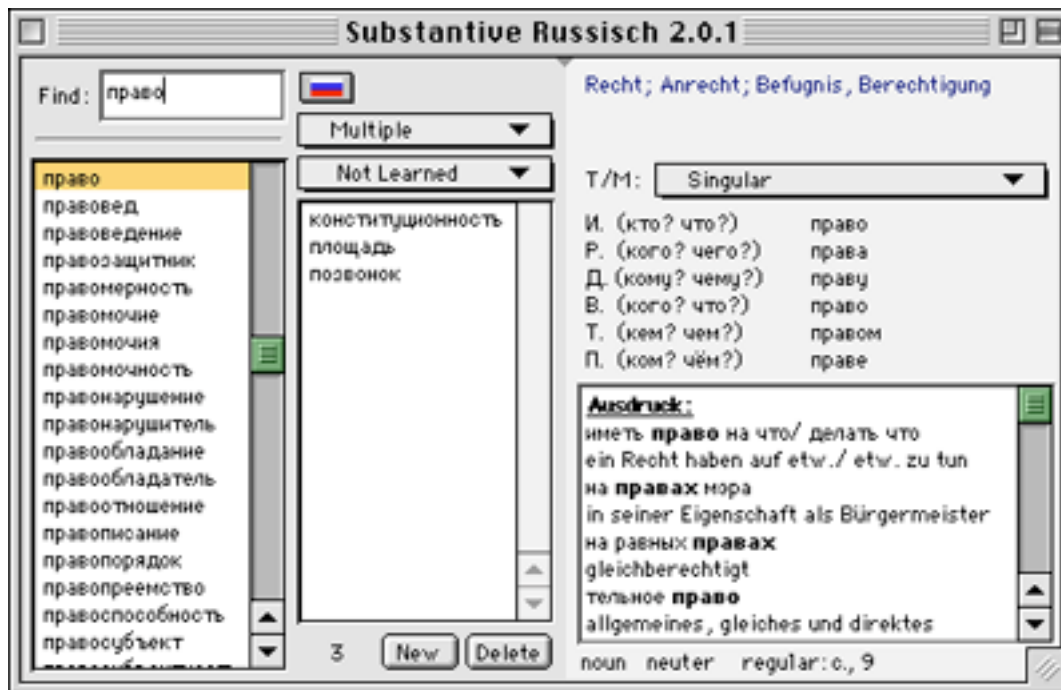 Substantive Russisch 2.0.1
Find: право
право
правовед
правоведение
правозащитник
правомерность
правомочие
правомочия
правомочность
правонарушение
правонарушитель
правообладание
правообладатель
правоотношение
правописание
правопорядок
правопреемство
правоспособность
правосубъект
Multiple
Not Learned
конституционность
площадь
позвонок
3 New Delete
Recht; Anrecht; Befugnis, Berechtigung
Т/М: Singular
И. (кто? что?) право
Р. (кого? чего?) права
Д. (кому? чему?) праву
В. (кого? что?) право
Т. (кем? чем?) правом
П. (ком? чём?) праве
Ausdruck:
иметь право на что/ делать что
ein Recht haben auf etw./ etw. zu tun
на правах мэра
in seiner Eigenschaft als Bürgermeister
на равных правах
gleichberechtigt
тельное право
allgemeines, gleiches und direktes
noun neuter regular: c., 9